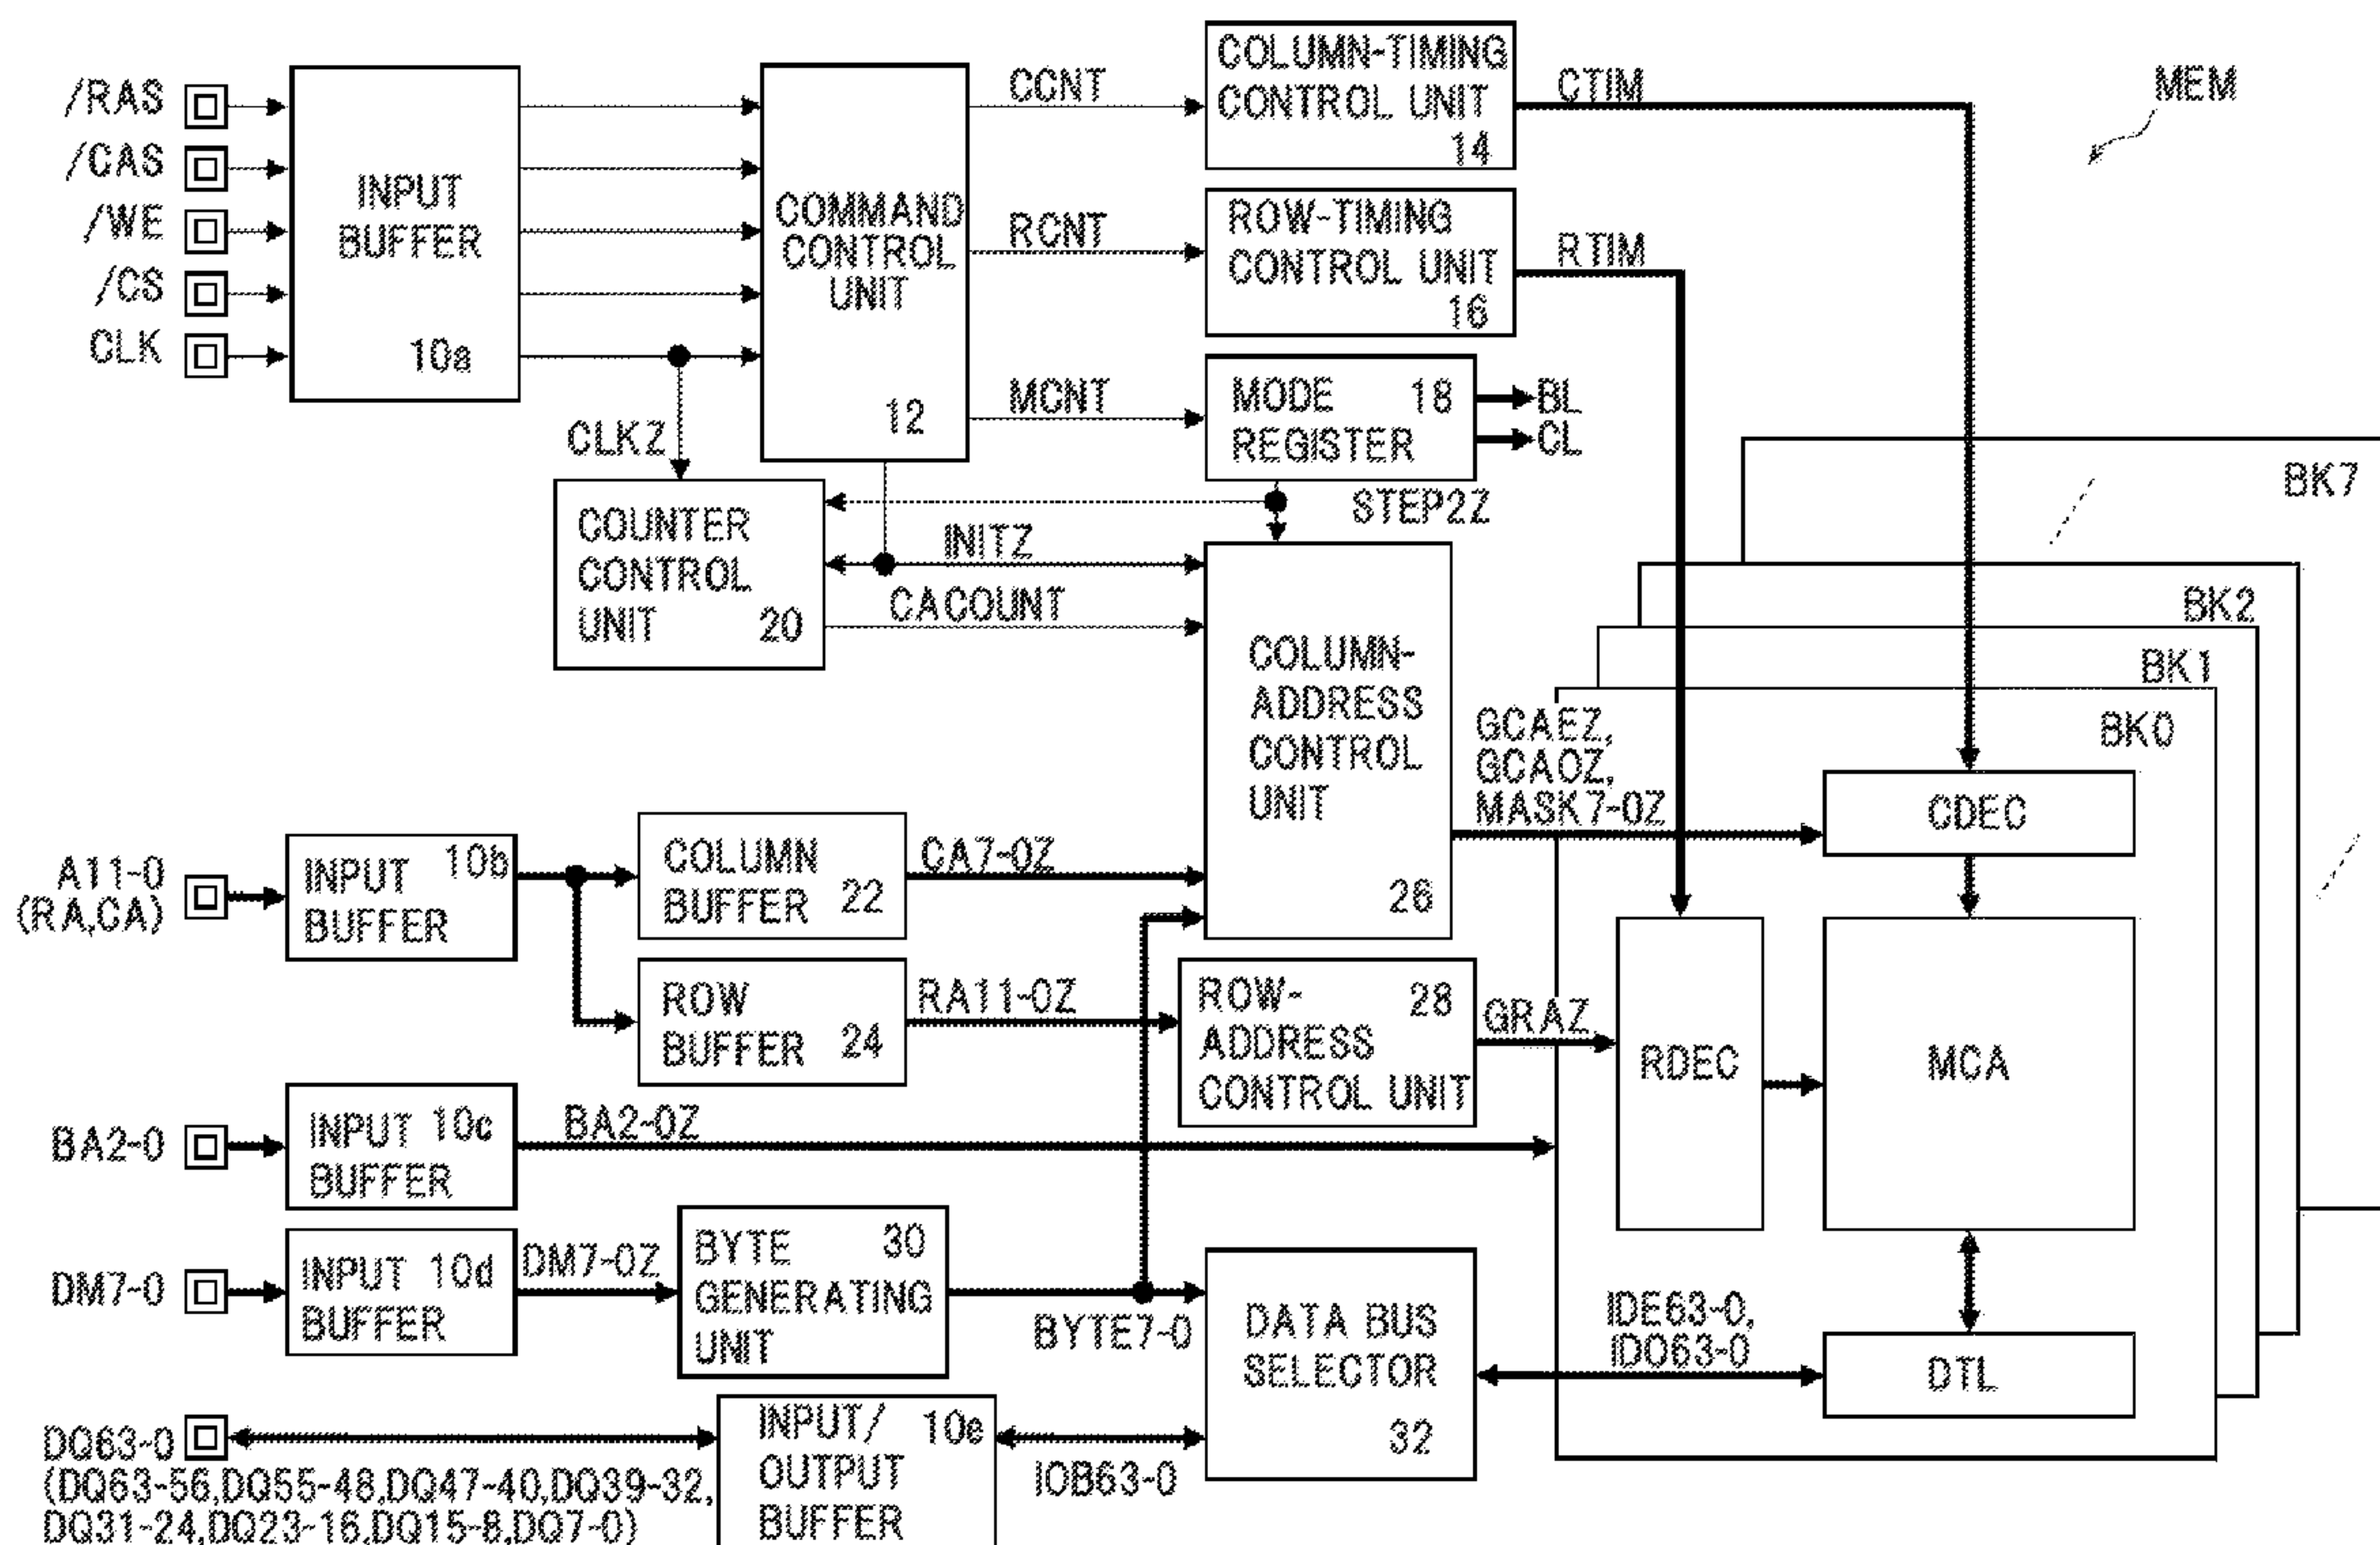 /RAS
/CAS
/WE
/CS
CLK
INPUT
BUFFER
10a
COMMAND
CONTROL
UNIT
12
CCNT
RCNT
MCNT
COLUMN-TIMING
CONTROL UNIT
14
CTIM
MEM
ROW-TIMING
CONTROL UNIT
16
RTIM
MODE 18
REGISTER
BL
CL
CLKZ
STEP2Z
COUNTER
CONTROL
UNIT 20
INITZ
CACOUNT
COLUMN-
ADDRESS
CONTROL
UNIT
26
BK7
BK2
BK1
BK0
GCAEZ,
GCAOZ,
MASK7-0Z
CDEC
A11-0
(RA,CA)
INPUT 10b
BUFFER
COLUMN
BUFFER 22
CA7-0Z
ROW
BUFFER 24
RA11-0Z
ROW- 28
ADDRESS
CONTROL UNIT
GRAZ
RDEC
MCA
BA2-0
INPUT 10c
BUFFER
BA2-0Z
DM7-0
INPUT 10d
BUFFER
DM7-0Z
BYTE 30
GENERATING
UNIT
BYTE7-0
DATA BUS
SELECTOR
32
IDE63-0,
IDO63-0
DTL
DQ63-0
(DQ63-56,DQ55-48,DQ47-40,DQ39-32,
DQ31-24,DQ23-16,DQ15-8,DQ7-0)
INPUT/ 10e
OUTPUT
BUFFER
IOB63-0